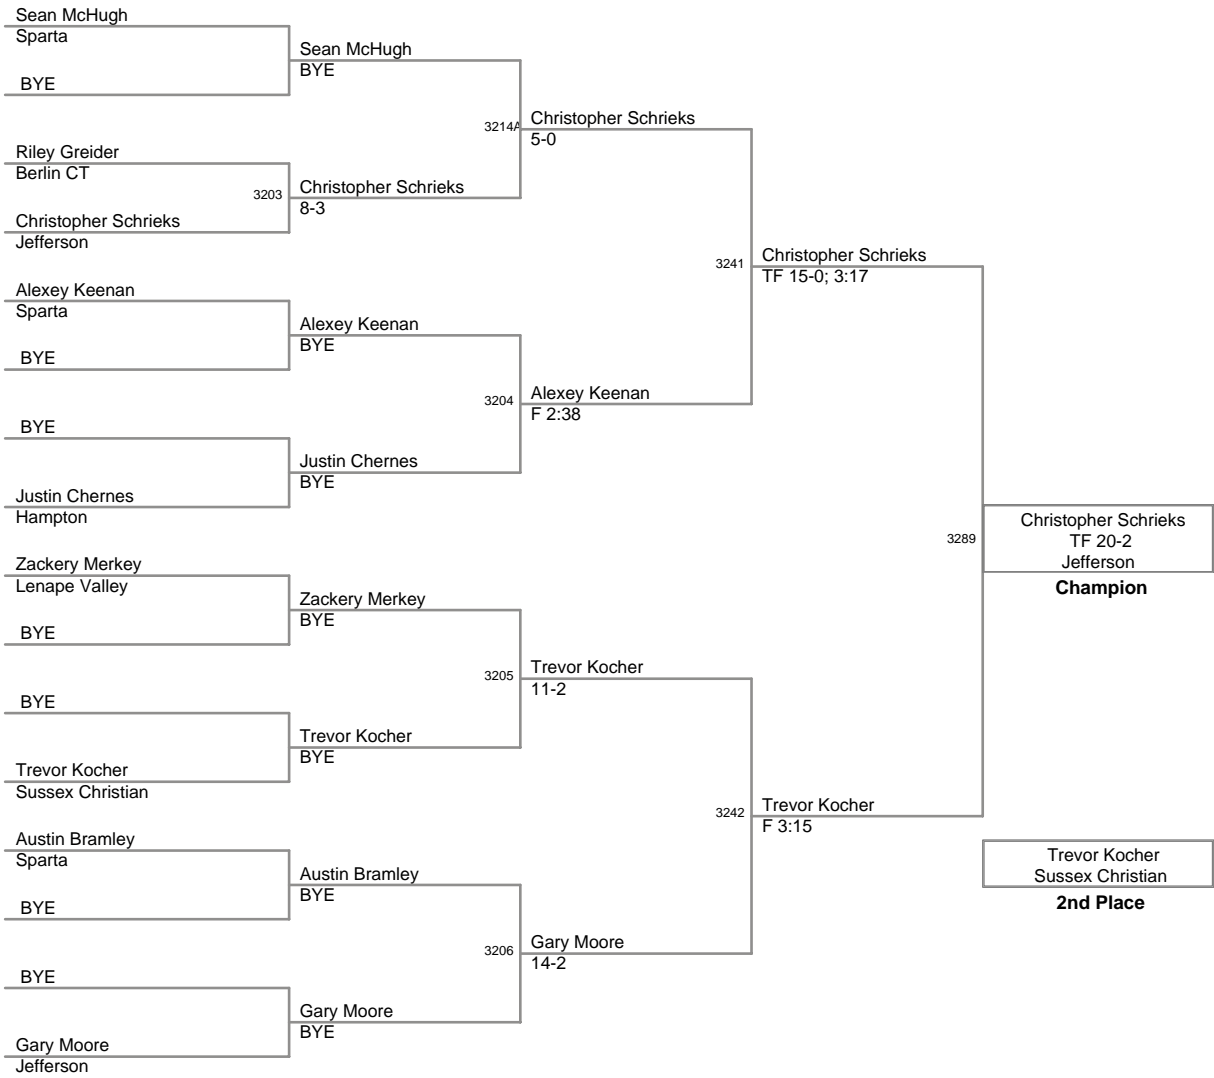 Sean McHugh
Sparta
BYE
Riley Greider
Berlin CT
Christopher Schrieks
Jefferson
Alexey Keenan
Sparta
BYE
BYE
Justin Chernes
Hampton
Zackery Merkey
Lenape Valley
BYE
BYE
Trevor Kocher
Sussex Christian
Austin Bramley
Sparta
BYE
BYE
Gary Moore
Jefferson
Sean McHugh
BYE
3203
Christopher Schrieks
8-3
Alexey Keenan
BYE
Justin Chernes
BYE
Zackery Merkey
BYE
Trevor Kocher
BYE
Austin Bramley
BYE
Gary Moore
BYE
3214A
Christopher Schrieks
5-0
3204
Alexey Keenan
F 2:38
3205
Trevor Kocher
11-2
3206
Gary Moore
14-2
3241
Christopher Schrieks
TF 15-0; 3:17
3242
Trevor Kocher
F 3:15
3289
Christopher Schrieks
TF 20-2
Jefferson
Champion
Trevor Kocher
Sussex Christian
2nd Place